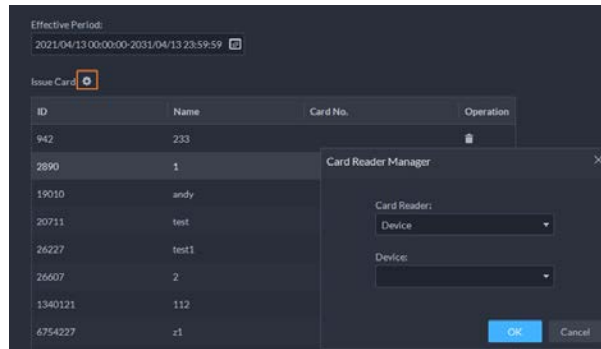 Effective Period:
2021/04/13 00:00:00-2031/04/13 23:59:59
Issue Card
ID Name Card No. Operation
942 233
2890 1
Card Reader Manager
19010 andy
Card Reader:
20711 test
Device
26227 test1
Device:
26607 2
1340121 112
6754227 z1
OK Cancel